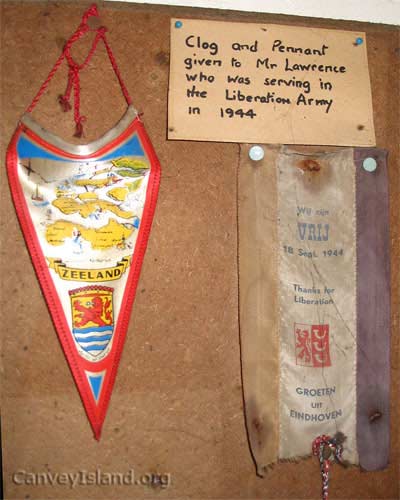 Clog and Pennant
given to Mr Lawrence
who was serving in
the Liberation Army
in 1944
ZEELAND
Wij zijn
VRIJ
18 Sept. 1944
Thanks for
Liberation
GROETEN
uit
EINDHOVEN
CanveyIsland.org